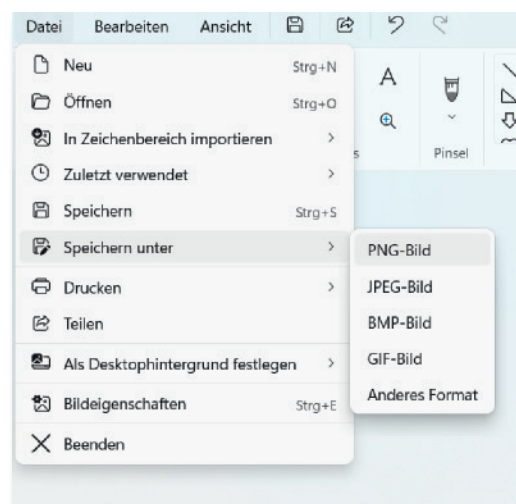 Datei Bearbeiten Ansicht
Neu Strg+N
Öffnen Strg+O
In Zeichenbereich importieren
Zuletzt verwendet
Speichern Strg+S
Speichern unter
Drucken
Teilen
Als Desktophintergrund festlegen
Bildeigenschaften Strg+E
Beenden
PNG-Bild
JPEG-Bild
BMP-Bild
GIF-Bild
Anderes Format
A
s
Pinsel